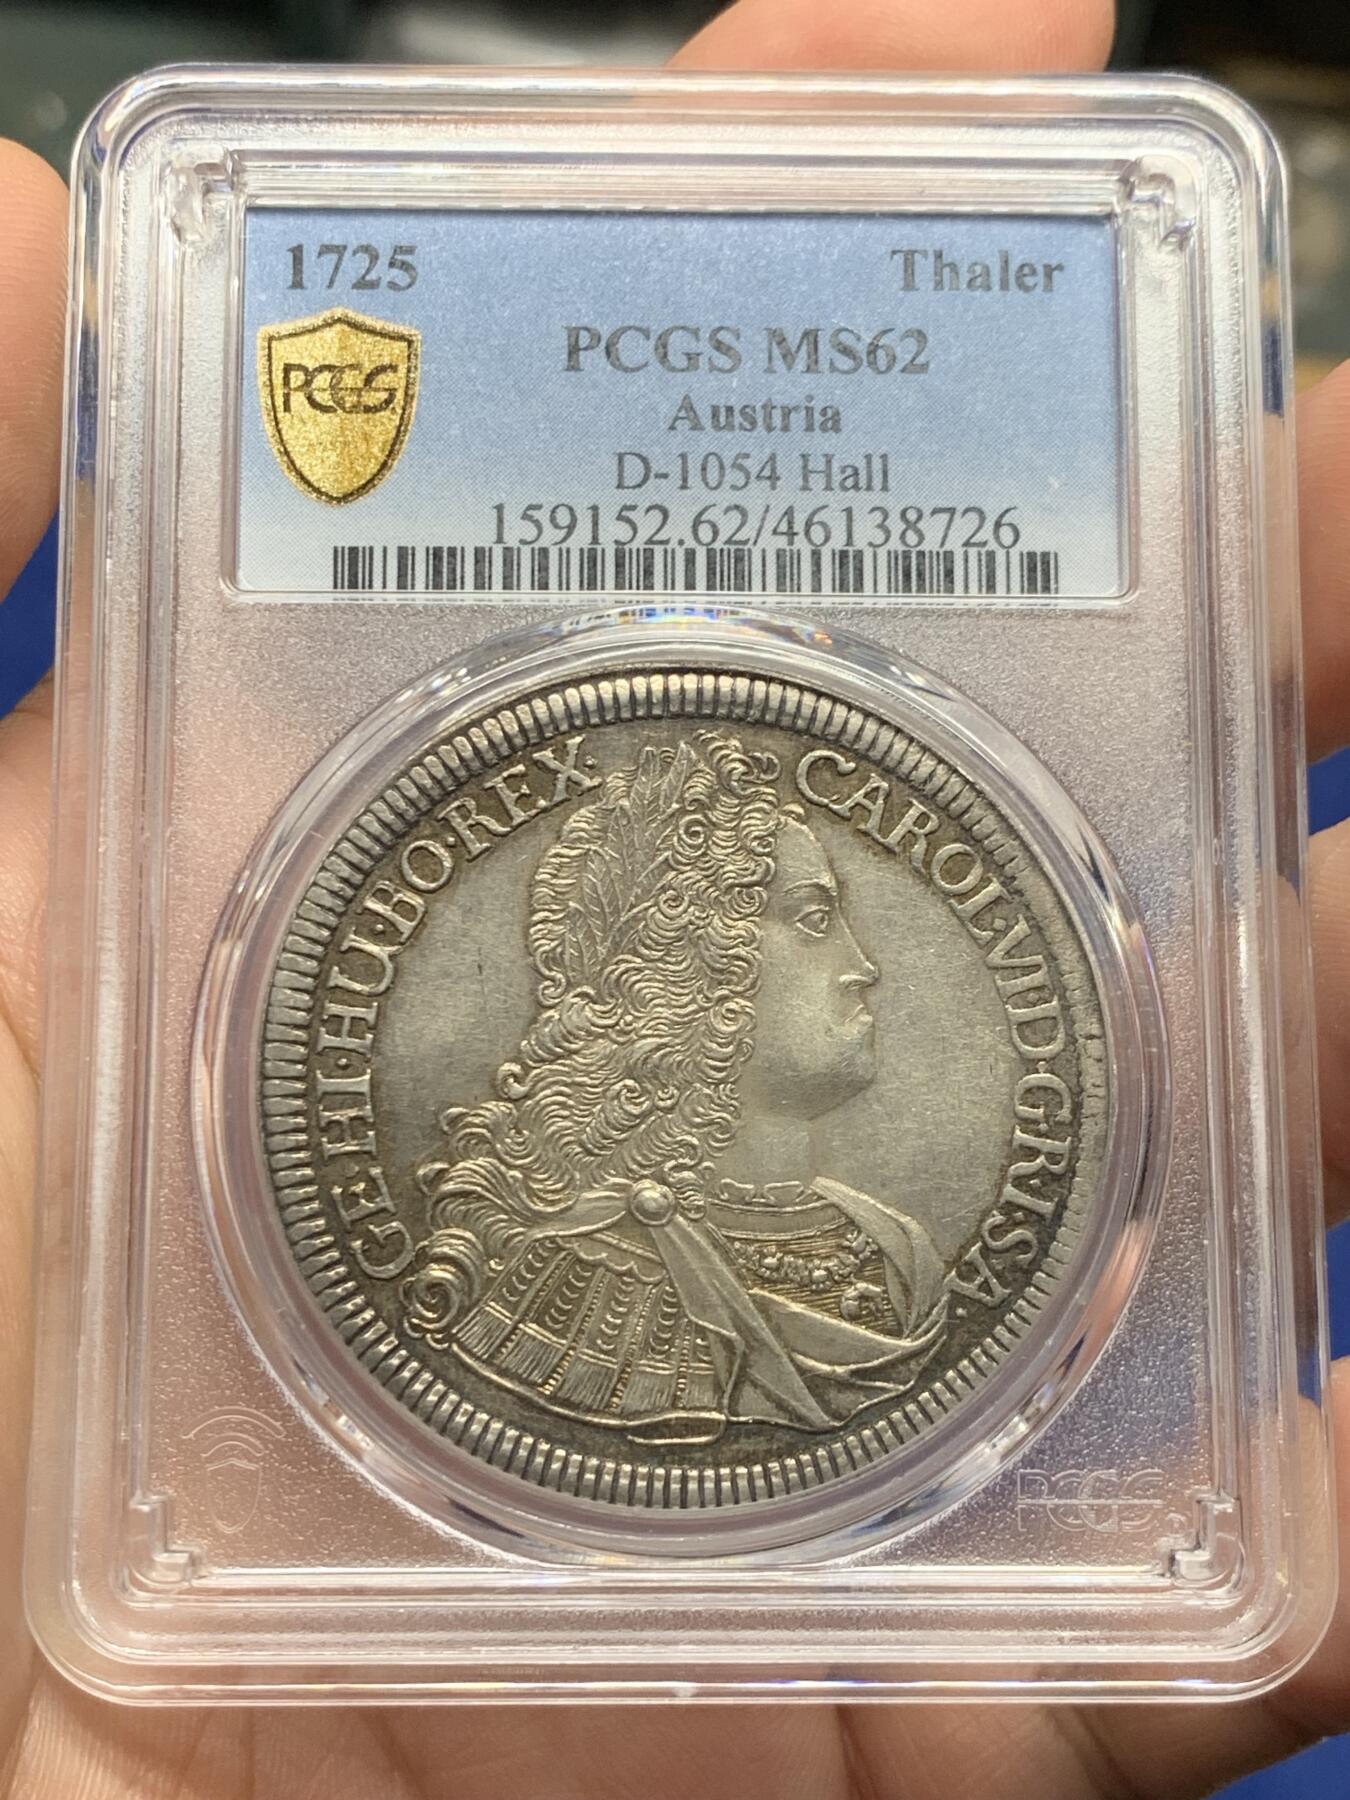 1725 Thaler
PCGS
PCGS MS62
Austria
D-1054 Hall
159152.62/46138726
CAROL·VI·D·G·R·I·S·A·
GE·HI·HU·BO·REX·
PCGS